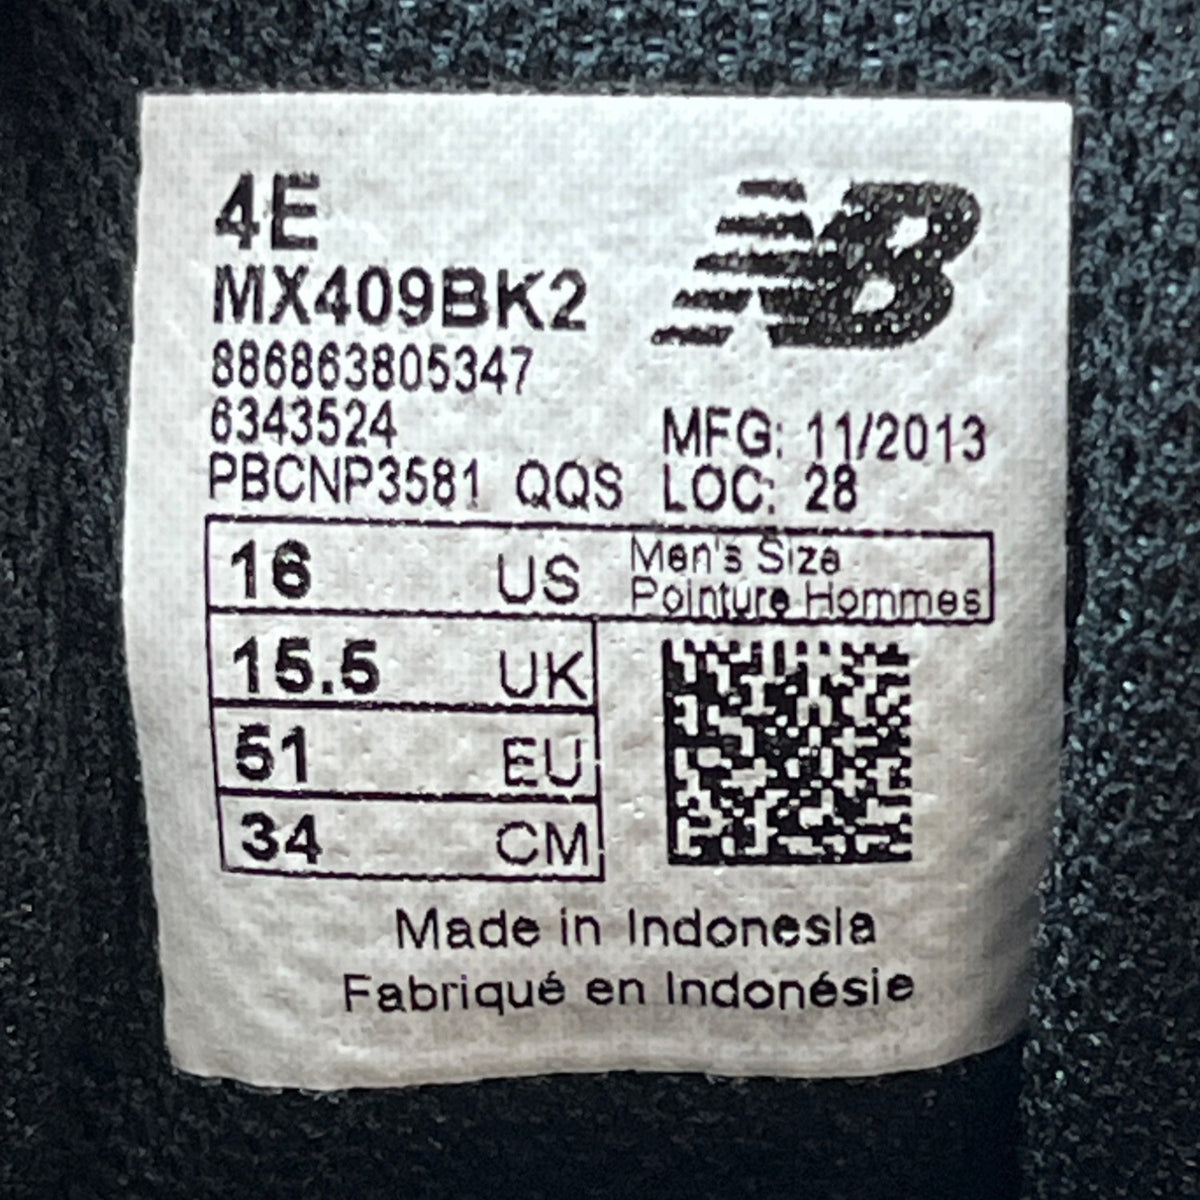 4E
NB
MX409BK2
886863805347
6343524
MFG: 11/2013
PBCNP3581 QQS LOC: 28
16 US Men's Size
Pointure Hommes
15.5 UK
51 EU
34 CM
Made in Indonesia
Fabriqué en Indonésie